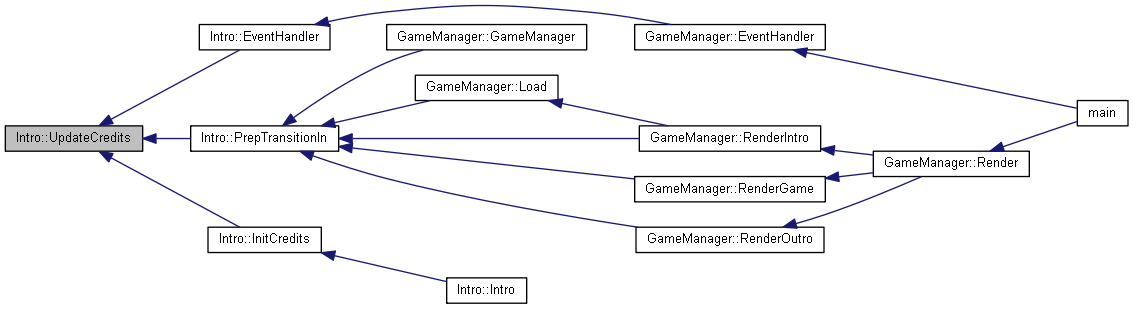 Intro::EventHandler
GameManager::GameManager
GameManager::EventHandler
GameManager::Load
main
Intro::UpdateCredits
Intro::PrepTransitionIn
GameManager::RenderIntro
GameManager::Render
GameManager::RenderGame
Intro::InitCredits
GameManager::RenderOutro
Intro::Intro